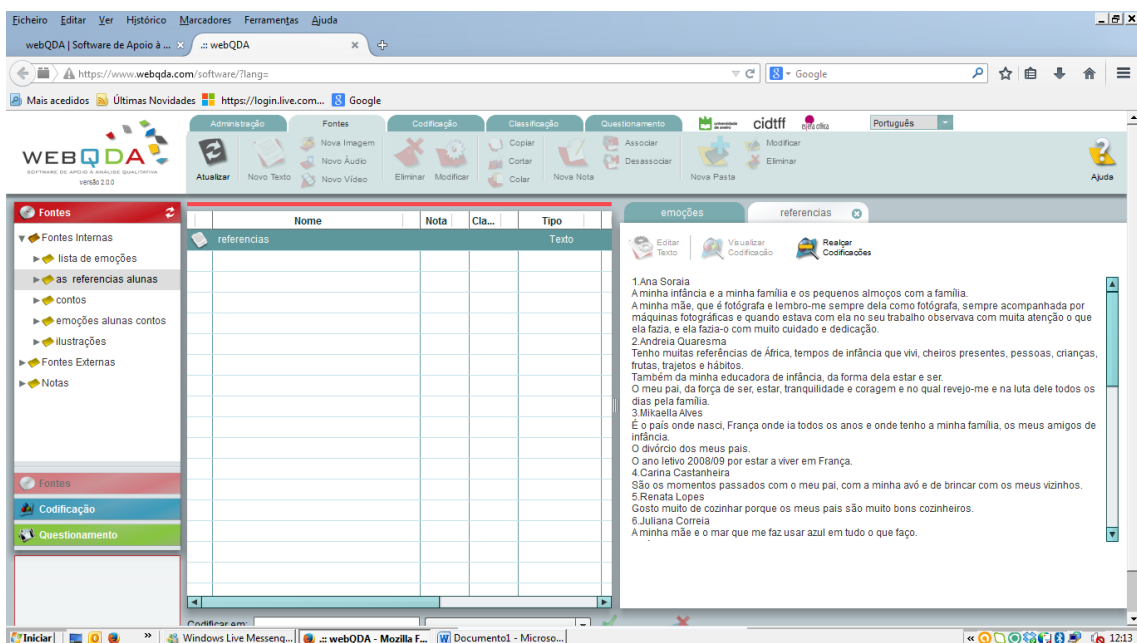 Ficheiro Editar Ver Histórico Marcadores Ferramentas Ajuda
webQDA | Software de Apoio à ... .:: webQDA
https://www.webqda.com/software/?lang= Google
Mais acedidos Últimas Novidades https://login.live.com... Google
Administração Fontes Codificação Classificação Questionamento universidade de aveiro cidtff esfera crítica Português
WEBQDA
SOFTWARE DE APOIO À ANÁLISE QUALITATIVA
versão 2.0.0
Nova Imagem Copiar Associar Modificar
Novo Áudio Cortar Desassociar Eliminar
Atualizar Novo Texto Novo Vídeo Eliminar Modificar Colar Nova Nota Nova Pasta Ajuda
Fontes
Fontes Internas
lista de emoções
as referencias alunas
contos
emoções alunas contos
ilustrações
Fontes Externas
Notas
Fontes
Codificação
Questionamento
Nome Nota Cla... Tipo
referencias Texto
Codificar em:
emoções referencias
Editar Texto Visualizar Codificação Realçar Codificações
1.Ana Soraia
A minha infância e a minha família e os pequenos almoços com a família.
A minha mãe, que é fotógrafa e lembro-me sempre dela como fotógrafa, sempre acompanhada por
máquinas fotográficas e quando estava com ela no seu trabalho observava com muita atenção o que
ela fazia, e ela fazia-o com muito cuidado e dedicação.
2.Andreia Quaresma
Tenho muitas referências de África, tempos de infância que vivi, cheiros presentes, pessoas, crianças,
frutas, trajetos e hábitos.
Também da minha educadora de infância, da forma dela estar e ser.
O meu pai, da força de ser, estar, tranquilidade e coragem e no qual revejo-me e na luta dele todos os
dias pela família.
3.Mikaella Alves
É o país onde nasci, França onde ia todos os anos e onde tenho a minha família, os meus amigos de
infância.
O divórcio dos meus pais.
O ano letivo 2008/09 por estar a viver em França.
4.Carina Castanheira
São os momentos passados com o meu pai, com a minha avó e de brincar com os meus vizinhos.
5.Renata Lopes
Gosto muito de cozinhar porque os meus pais são muito bons cozinheiros.
6.Juliana Correia
A minha mãe e o mar que me faz usar azul em tudo o que faço.
Iniciar Windows Live Messeng... .:: webQDA - Mozilla F... Documento1 - Microso... 12:13